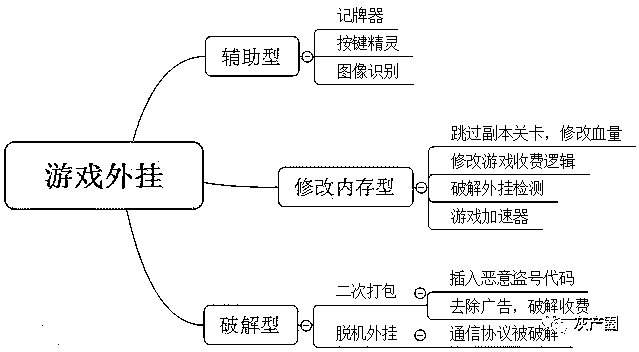 游戏外挂
辅助型
记牌器
按键精灵
图像识别
修改内存型
跳过副本关卡，修改血量
修改游戏收费逻辑
破解外挂检测
游戏加速器
破解型
二次打包
插入恶意盗号代码
去除广告，破解收费
脱机外挂
通信协议被破解
灰产圈